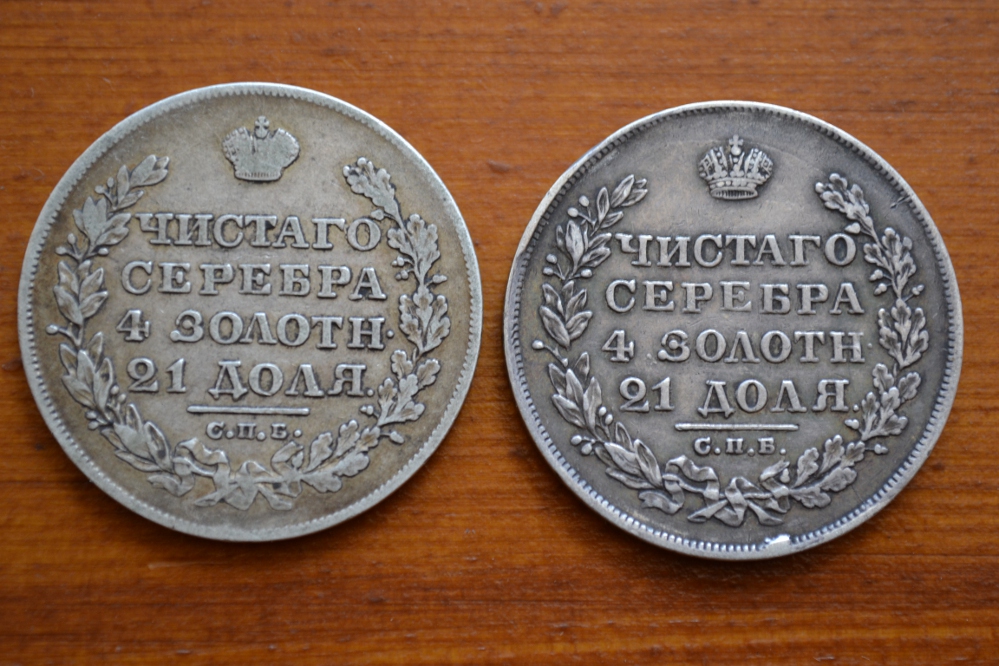 ЧИСТАГО
СЕРЕБРА
4 ЗОЛОТН.
21 ДОЛЯ.
С.П.Б.
ЧИСТАГО
СЕРЕБРА
4 ЗОЛОТН
21 ДОЛЯ.
С.П.Б.